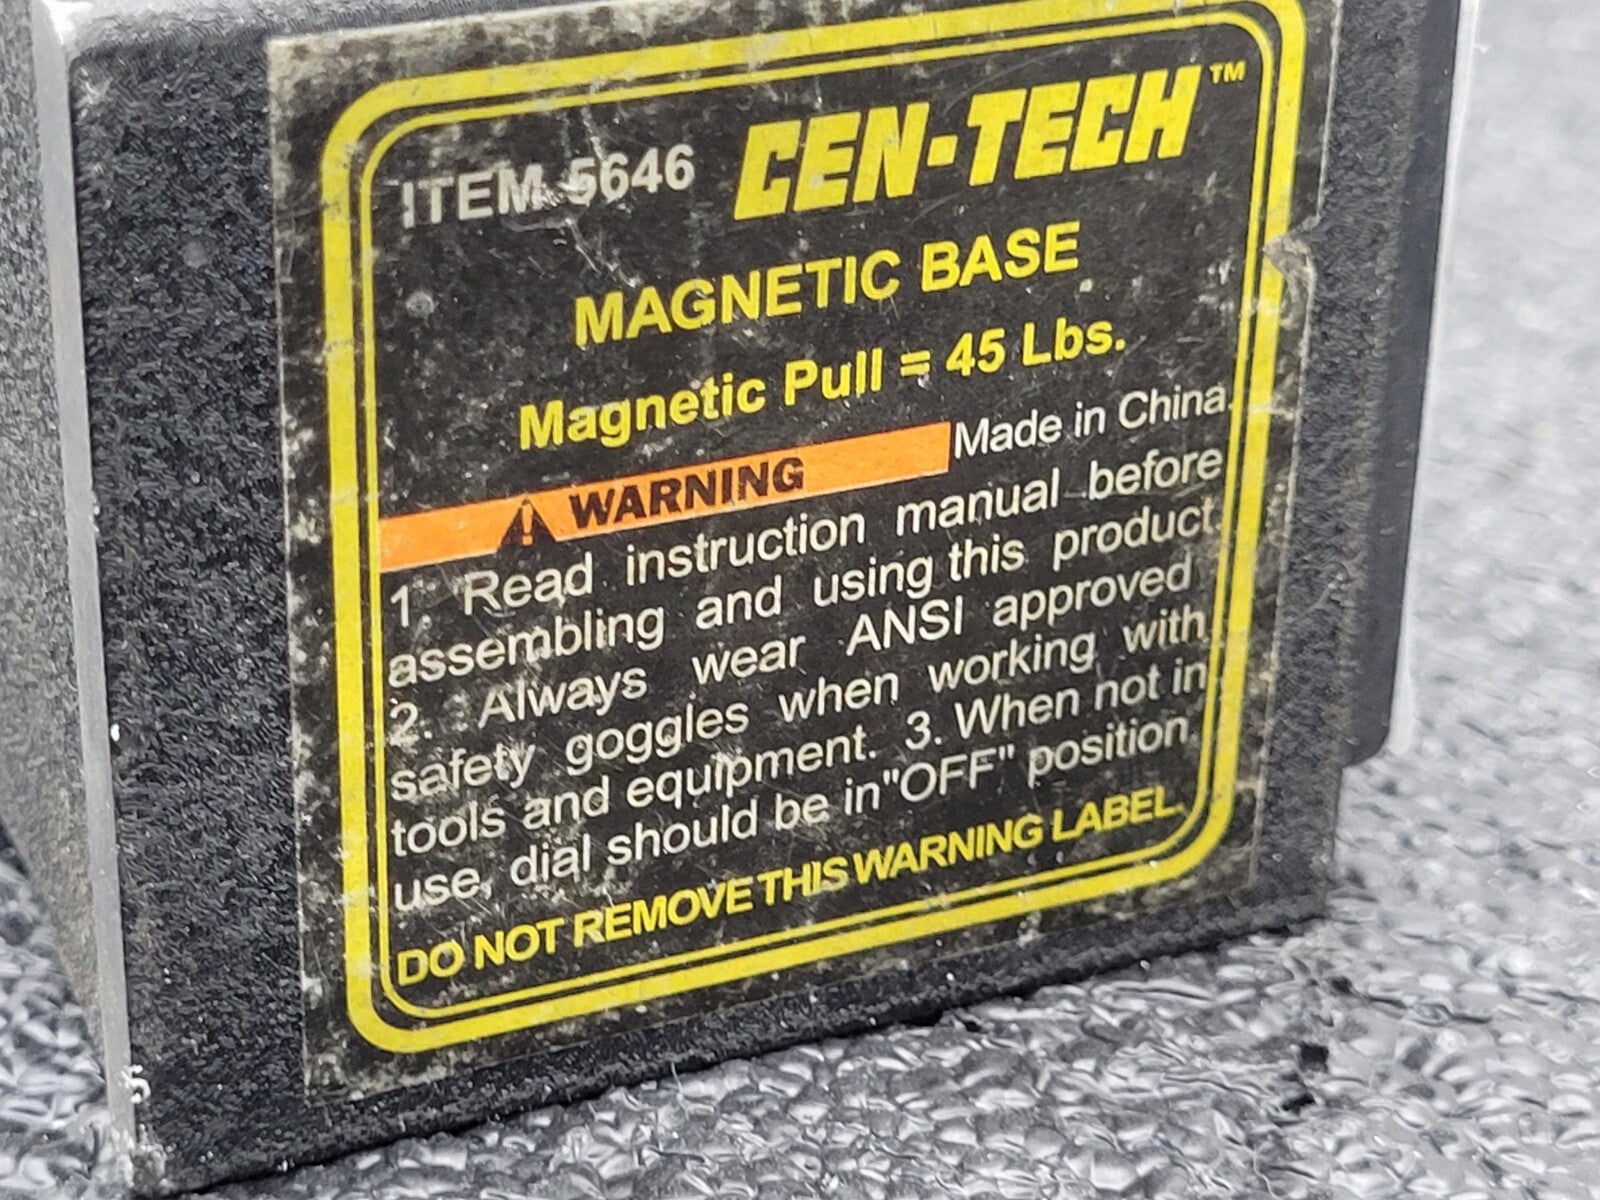 ITEM 5646 CEN-TECH™
MAGNETIC BASE
Magnetic Pull = 45 Lbs.
⚠ WARNING Made in China.
1. Read instruction manual before
assembling and using this product.
2. Always wear ANSI approved
safety goggles when working with
tools and equipment. 3. When not in
use, dial should be in "OFF" position.
DO NOT REMOVE THIS WARNING LABEL.
5